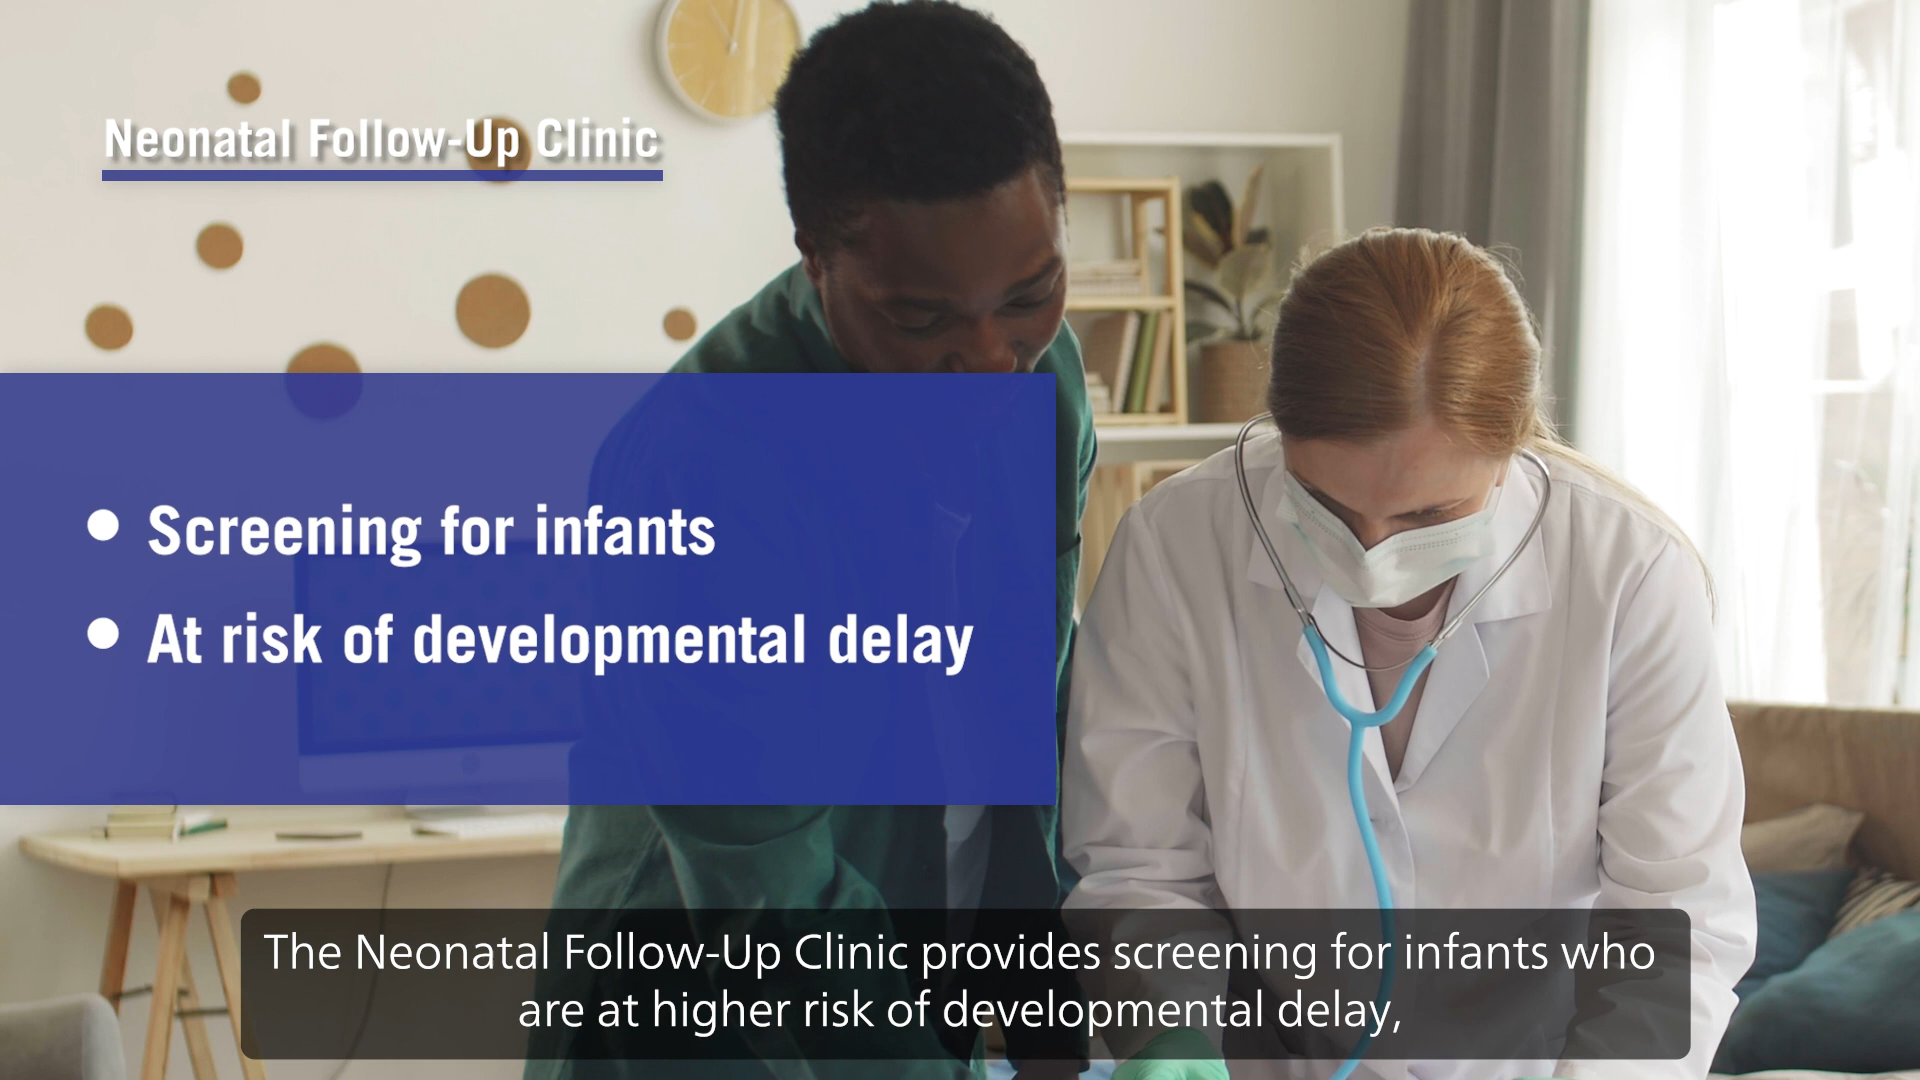 Neonatal Follow-Up Clinic
• Screening for infants
• At risk of developmental delay
The Neonatal Follow-Up Clinic provides screening for infants who
are at higher risk of developmental delay,